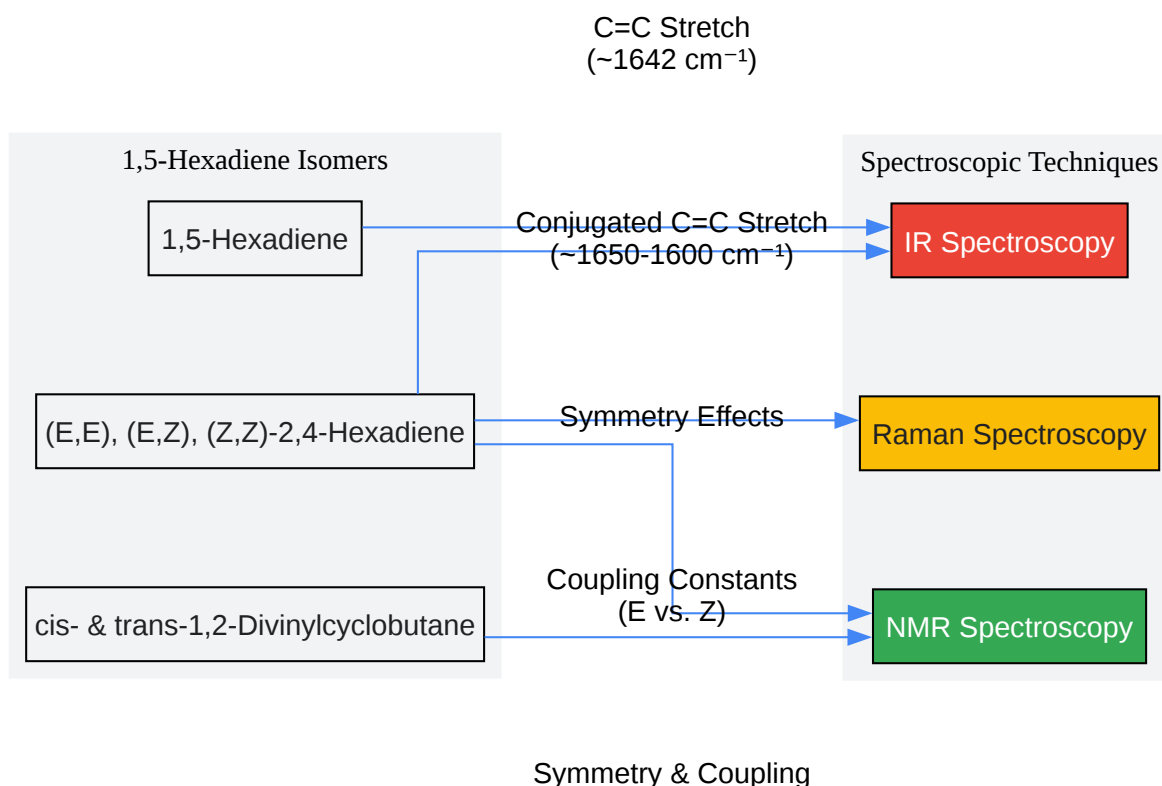 C=C Stretch
(~1642 cm⁻¹)
1,5-Hexadiene Isomers
Spectroscopic Techniques
1,5-Hexadiene
Conjugated C=C Stretch
(~1650-1600 cm⁻¹)
IR Spectroscopy
(E,E), (E,Z), (Z,Z)-2,4-Hexadiene
Symmetry Effects
Raman Spectroscopy
cis- & trans-1,2-Divinylcyclobutane
Coupling Constants
(E vs. Z)
NMR Spectroscopy
Symmetry & Coupling